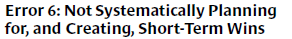 Error 6: Not Systematically Planning
for, and Creating, Short-Term Wins